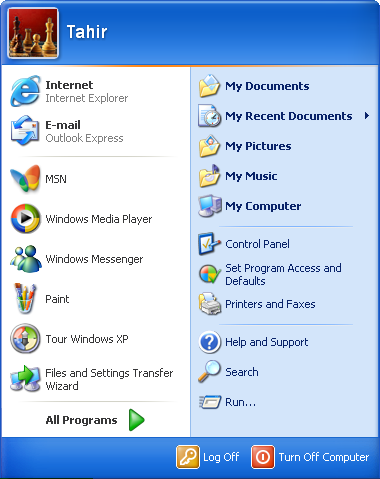 Tahir
Internet
Internet Explorer
E-mail
Outlook Express
MSN
Windows Media Player
Windows Messenger
Paint
Tour Windows XP
Files and Settings Transfer
Wizard
All Programs
My Documents
My Recent Documents
My Pictures
My Music
My Computer
Control Panel
Set Program Access and
Defaults
Printers and Faxes
Help and Support
Search
Run...
Log Off
Turn Off Computer